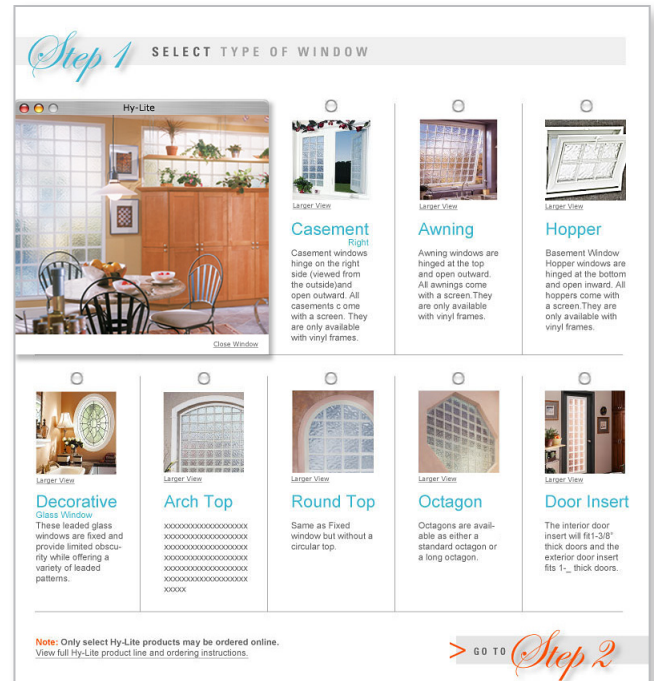 Step 1
SELECT TYPE OF WINDOW
Hy-Lite
Close Window
Larger View
Casement
Right
Casement windows
hinge on the right
side (viewed from
the outside)and
open outward. All
casements c ome
with a screen. They
are only available
with vinyl frames.
Larger View
Awning
Awning windows are
hinged at the top
and open outward.
All awnings come
with a screen.They
are only available
with vinyl frames.
Larger View
Hopper
Basement Window
Hopper windows are
hinged at the bottom
and open inward. All
hoppers come with
a screen.They are
only available with
vinyl frames.
Larger View
Decorative
Glass Window
These leaded glass
windows are fixed and
provide limited obscu-
rity while offering a
variety of leaded
patterns.
Larger View
Arch Top
xxxxxxxxxxxxxxxxxxx
xxxxxxxxxxxxxxxxxxx
xxxxxxxxxxxxxxxxxxx
xxxxxxxxxxxxxxxxxxx
xxxxxxxxxxxxxxxxxxx
xxxxxxxxxxxxxxxxxxx
xxxxx
Larger View
Round Top
Same as Fixed
window but without a
circular top.
Larger View
Octagon
Octagons are avail-
able as either a
standard octagon or
a long octagon.
Larger View
Door Insert
The interior door
insert will fit1-3/8"
thick doors and the
exterior door insert
fits 1-_ thick doors.
Note: Only select Hy-Lite products may be ordered online.
View full Hy-Lite product line and ordering instructions.
> GO TO Step 2